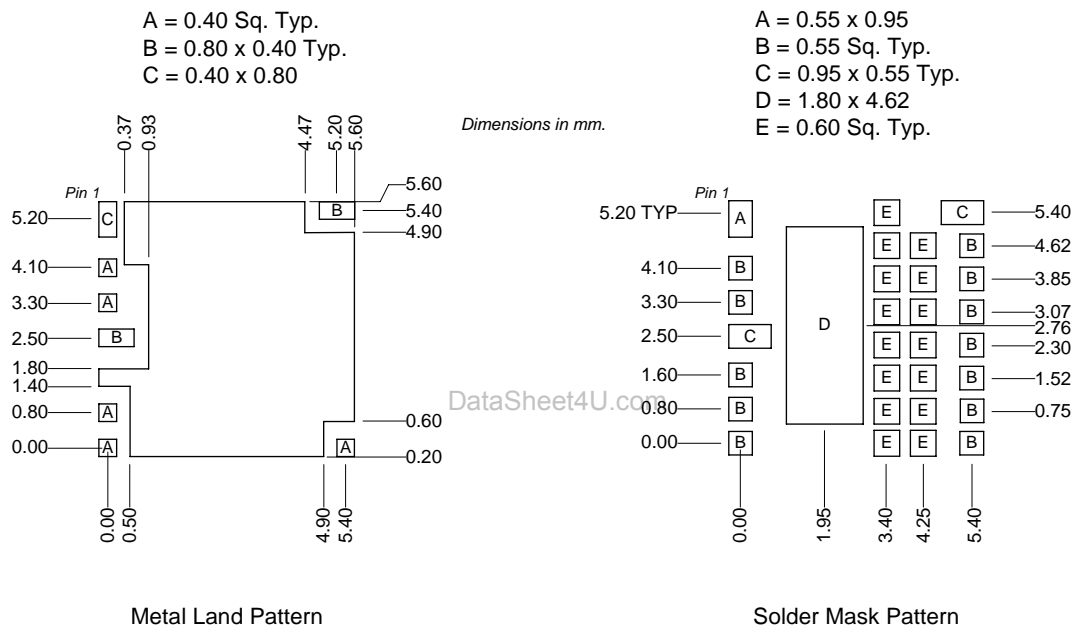 A = 0.40 Sq. Typ.
B = 0.80 x 0.40 Typ.
C = 0.40 x 0.80
A = 0.55 x 0.95
B = 0.55 Sq. Typ.
C = 0.95 x 0.55 Typ.
D = 1.80 x 4.62
E = 0.60 Sq. Typ.
Dimensions in mm.
0.37
0.93
4.47
5.20
5.60
Pin 1
5.20
C
B
5.60
5.40
4.90
4.10
A
3.30
A
2.50
B
1.80
1.40
0.80
A
0.60
0.00
A
A
0.20
0.00
0.50
4.90
5.40
Metal Land Pattern
DataSheet4U.com
Pin 1
5.20 TYP
A
E
C
5.40
E
E
B
4.62
4.10
B
E
E
B
3.85
3.30
B
E
E
B
3.07
D
2.76
2.50
C
E
E
B
2.30
1.60
B
E
E
B
1.52
0.80
B
E
E
B
0.75
0.00
B
E
E
B
0.00
1.95
3.40
4.25
5.40
Solder Mask Pattern